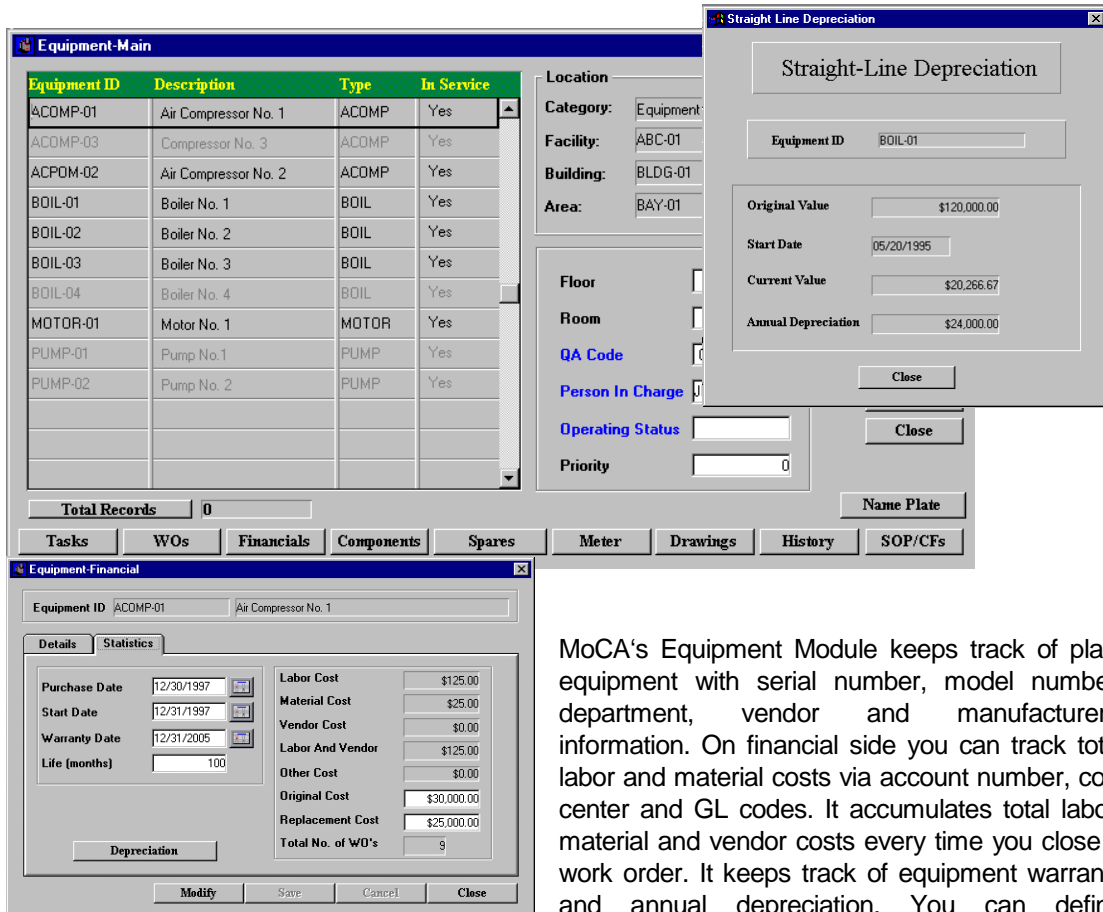 Equipment-Main
Equipment ID Description Type In Service
ACOMP-01 Air Compressor No. 1 ACOMP Yes
ACOMP-03 Compressor No. 3 ACOMP Yes
ACPOM-02 Air Compressor No. 2 ACOMP Yes
BOIL-01 Boiler No. 1 BOIL Yes
BOIL-02 Boiler No. 2 BOIL Yes
BOIL-03 Boiler No. 3 BOIL Yes
BOIL-04 Boiler No. 4 BOIL Yes
MOTOR-01 Motor No. 1 MOTOR Yes
PUMP-01 Pump No.1 PUMP Yes
PUMP-02 Pump No. 2 PUMP Yes
Location
Category: Equipment
Facility: ABC-01
Building: BLDG-01
Area: BAY-01
Floor
Room
QA Code
Person In Charge J
Operating Status
Priority 0
Close
Name Plate
Total Records 0
Tasks WOs Financials Components Spares Meter Drawings History SOP/CFs
Straight Line Depreciation
Straight-Line Depreciation
Equipment ID BOIL-01
Original Value $120,000.00
Start Date 05/20/1995
Current Value $20,266.67
Annual Depreciation $24,000.00
Close
Equipment-Financial
Equipment ID ACOMP-01 Air Compressor No. 1
Details Statistics
Purchase Date 12/30/1997
Start Date 12/31/1997
Warranty Date 12/31/2005
Life (months) 100
Depreciation
Labor Cost $125.00
Material Cost $25.00
Vendor Cost $0.00
Labor And Vendor $125.00
Other Cost $0.00
Original Cost $30,000.00
Replacement Cost $25,000.00
Total No. of WO's 9
Modify Save Cancel Close
MoCA‘s Equipment Module keeps track of pla
equipment with serial number, model numbe
department, vendor and manufacturer
information. On financial side you can track tot
labor and material costs via account number, co
center and GL codes. It accumulates total labo
material and vendor costs every time you close
work order. It keeps track of equipment warran
and annual depreciation. You can defin